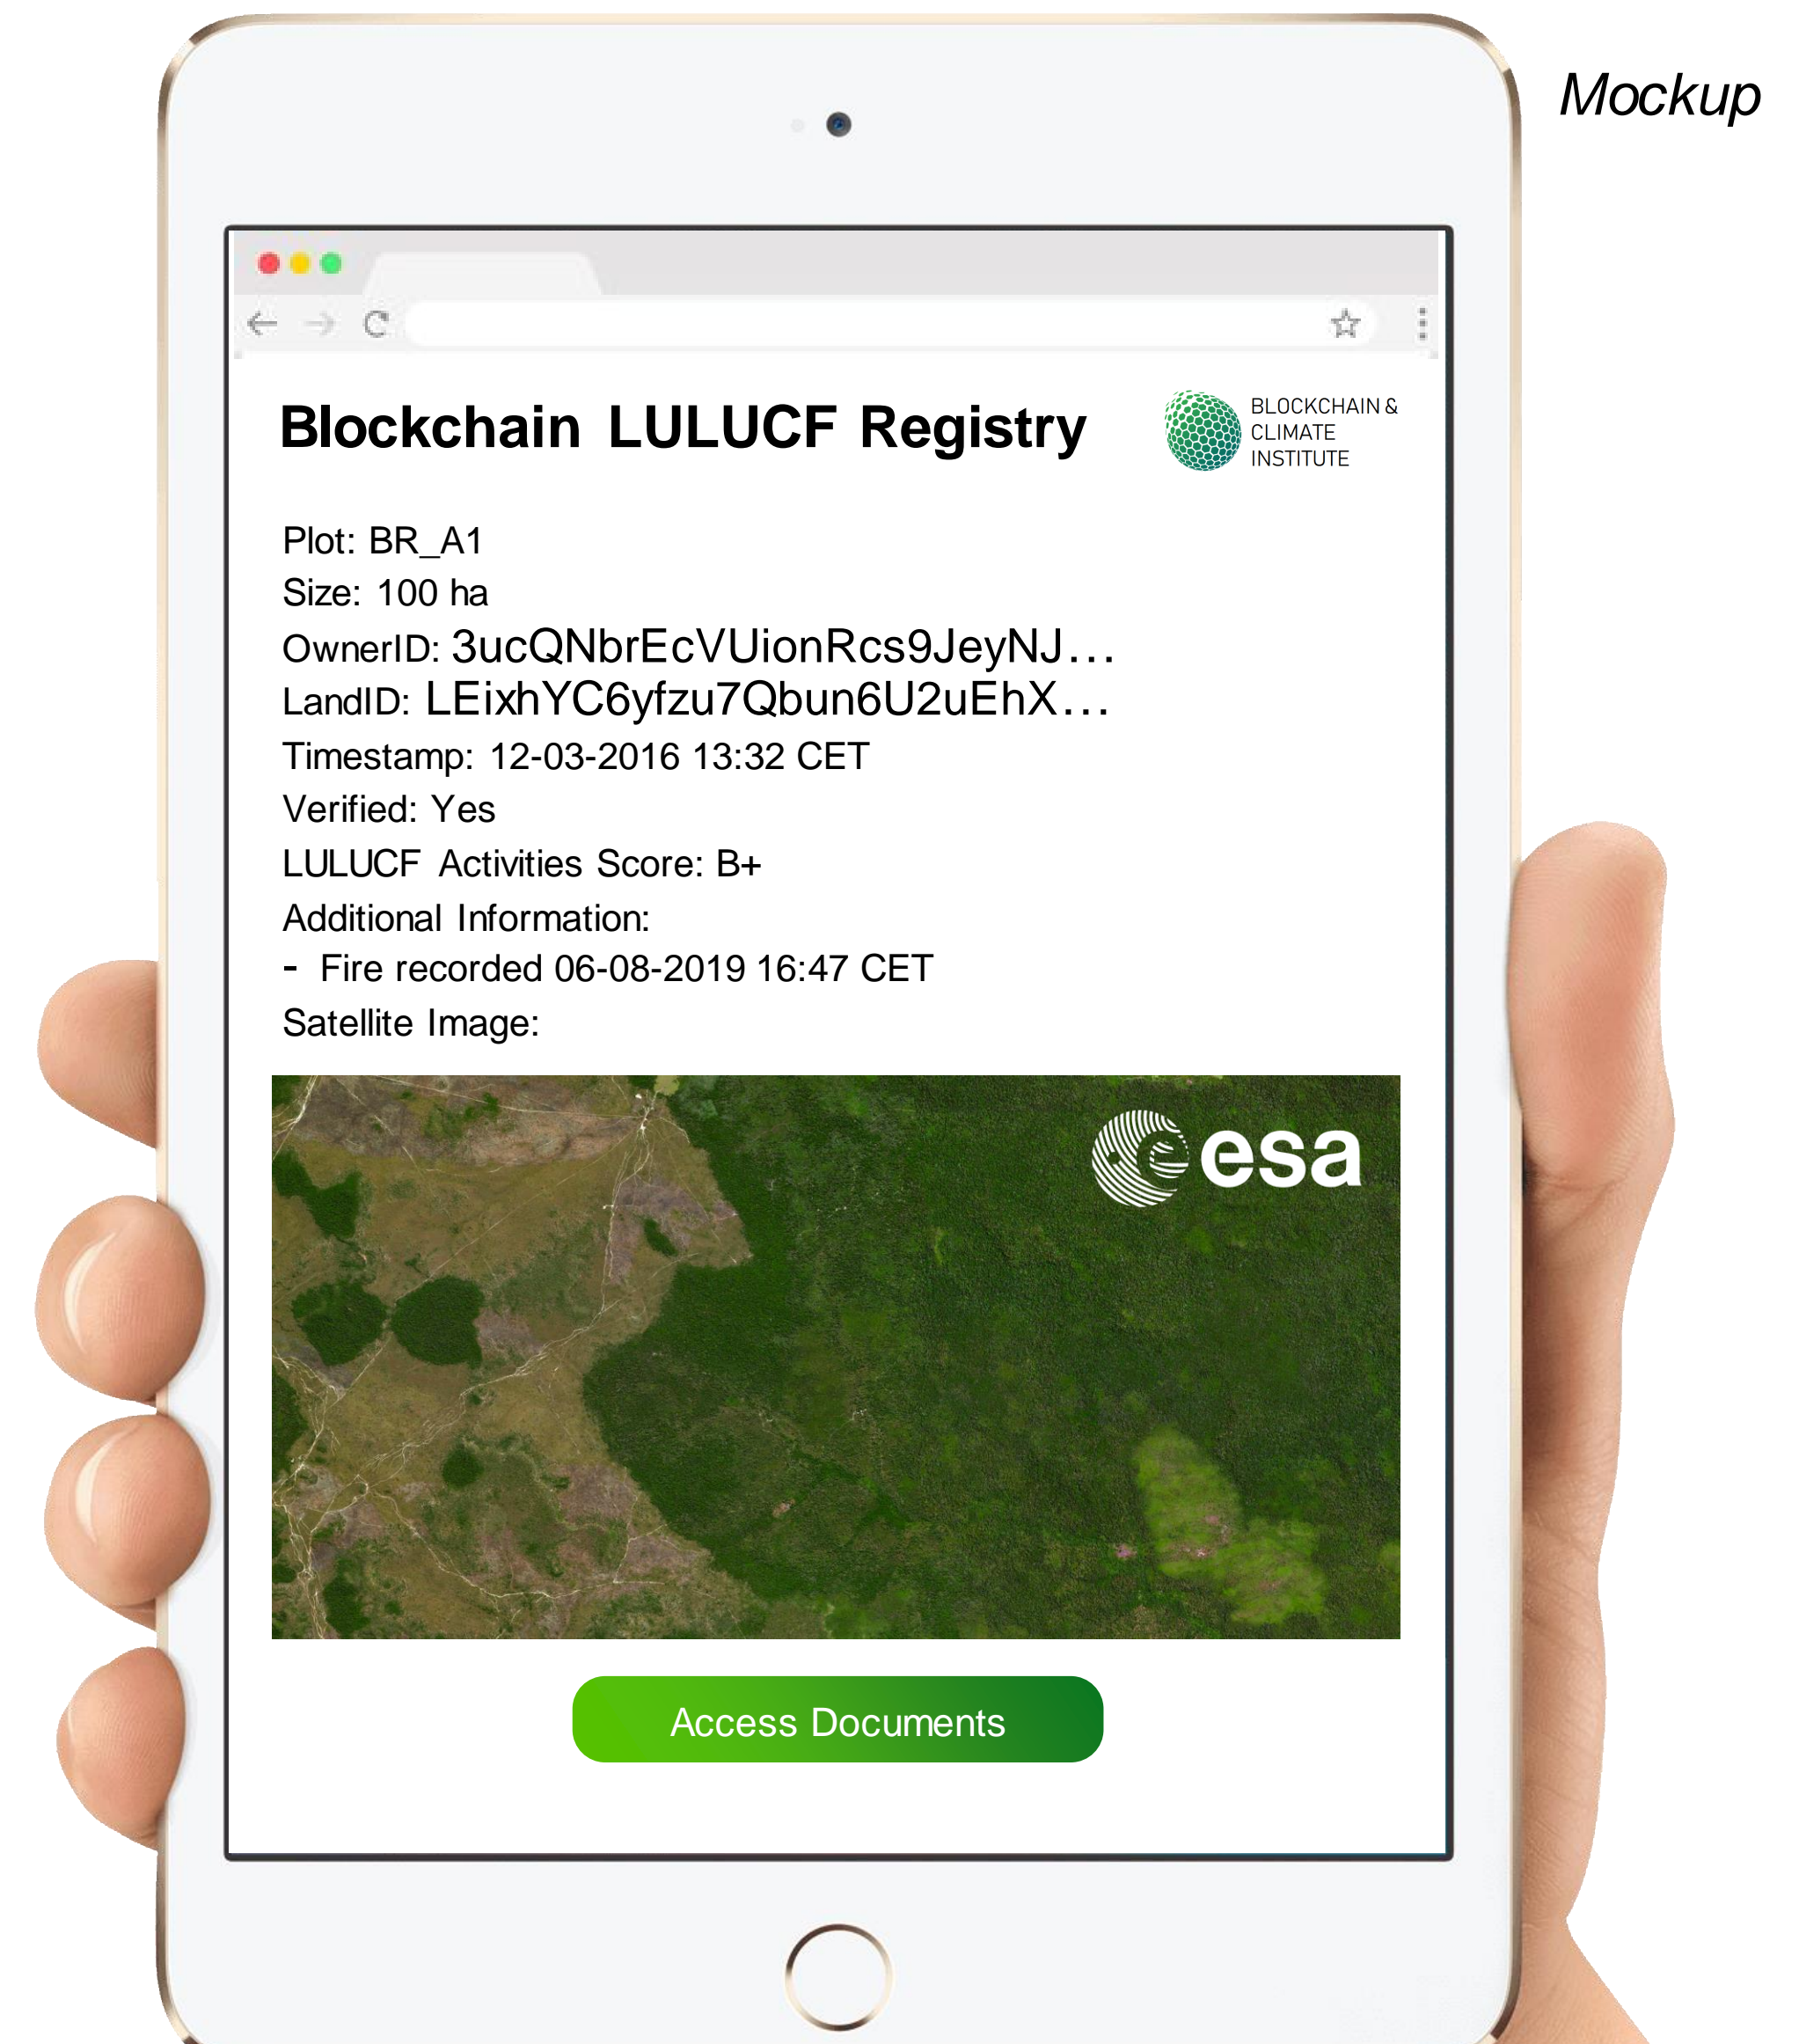 Mockup
Blockchain LULUCF Registry
BLOCKCHAIN &
CLIMATE
INSTITUTE
Plot: BR_A1
Size: 100 ha
OwnerID: 3ucQNbrEcVUionRcs9JeyNJ...
LandID: LEixhYC6yfzu7Qbun6U2uEhX...
Timestamp: 12-03-2016 13:32 CET
Verified: Yes
LULUCF Activities Score: B+
Additional Information:
- Fire recorded 06-08-2019 16:47 CET
Satellite Image:
esa
Access Documents